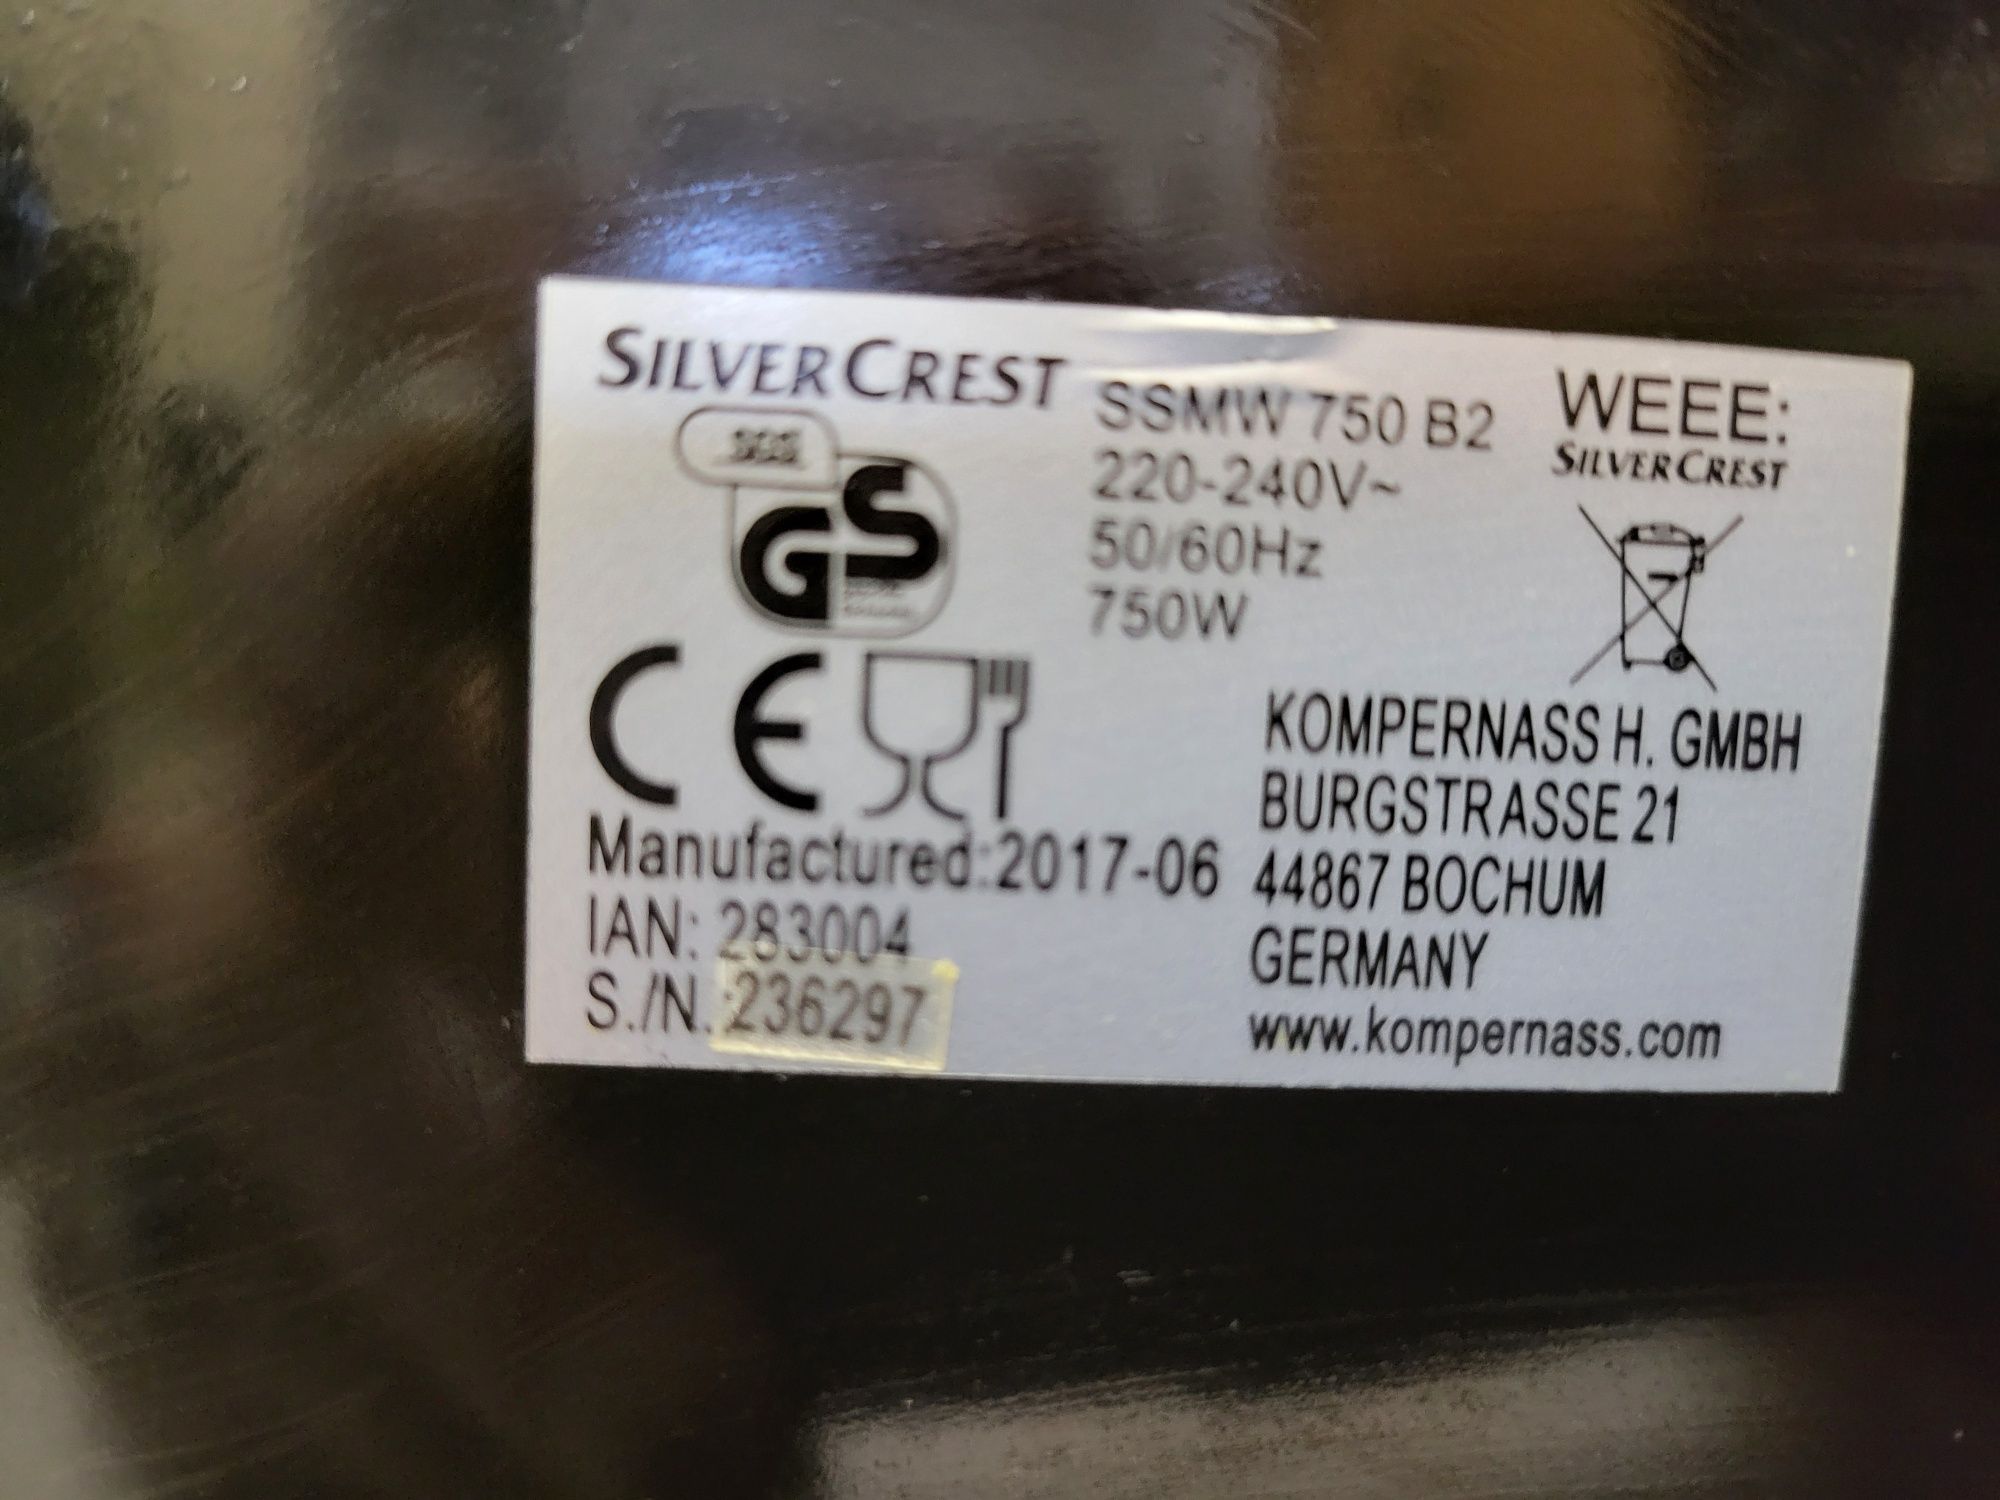 SILVERCREST
SGS
GS
SSMW 750 B2
220-240V~
50/60Hz
750W
WEEE:
SILVERCREST
CE
Manufactured:2017-06
IAN: 283004
S./N.:236297
KOMPERNASS H. GMBH
BURGSTRASSE 21
44867 BOCHUM
GERMANY
www.kompernass.com